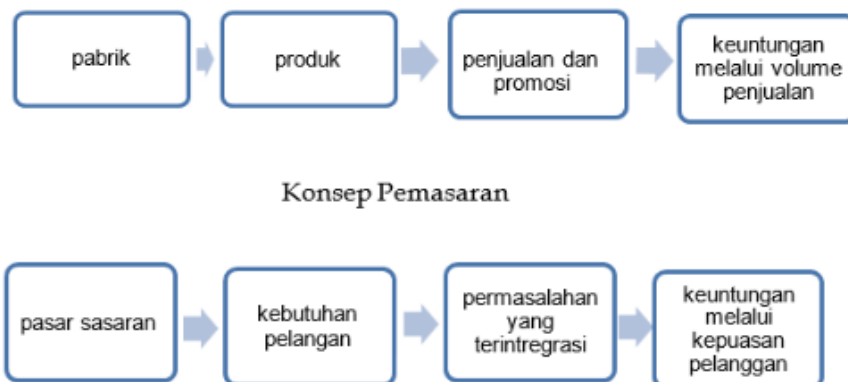 pabrik
produk
penjualan dan
promosi
keuntungan
melalui volume
penjualan
Konsep Pemasaran
pasar sasaran
kebutuhan
pelangan
permasalahan
yang
terintregrasi
keuntungan
melalui
kepuasan
pelanggan